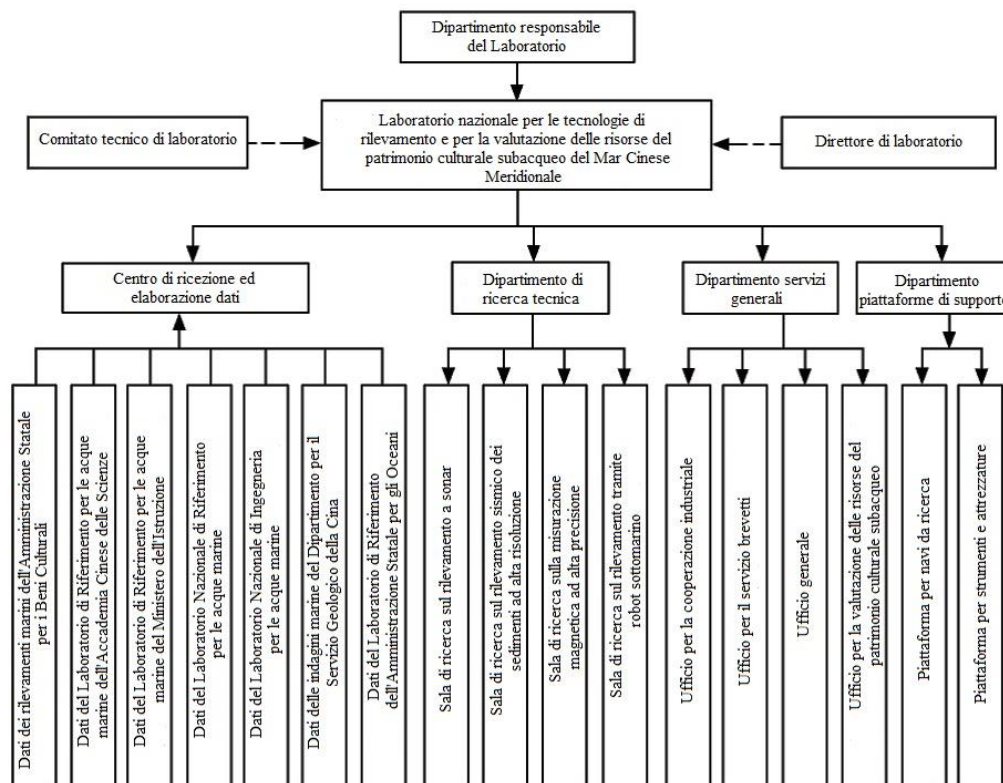 Dipartimento responsabile
del Laboratorio
Comitato tecnico di laboratorio
Laboratorio nazionale per le tecnologie di
rilevamento e per la valutazione delle risorse del
patrimonio culturale subacqueo del Mar Cinese
Meridionale
Direttore di laboratorio
Centro di ricezione ed
elaborazione dati
Dipartimento di
ricerca tecnica
Dipartimento servizi
generali
Dipartimento
piattaforme di supporto
Dati dei rilevamenti marini dell'Amministrazione Statale
per i Beni Culturali
Dati del Laboratorio di Riferimento per le acque
marine dell'Accademia Cinese delle Scienze
Dati del Laboratorio di Riferimento per le acque
marine del Ministero dell'Istruzione
Dati del Laboratorio Nazionale di Riferimento
per le acque marine
Dati del Laboratorio Nazionale di Ingegneria
per le acque marine
Dati delle indagini marine del Dipartimento per il
Servizio Geologico della Cina
Dati del Laboratorio di Riferimento
dell'Amministrazione Statale per gli Oceani
Sala di ricerca sul rilevamento a sonar
Sala di ricerca sul rilevamento sismico dei
sedimenti ad alta risoluzione
Sala di ricerca sulla misurazione
magnetica ad alta precisione
Sala di ricerca sul rilevamento tramite
robot sottomarino
Ufficio per la cooperazione industriale
Ufficio per il servizio brevetti
Ufficio generale
Ufficio per la valutazione delle risorse del
patrimonio culturale subacqueo
Piattaforma per navi da ricerca
Piattaforma per strumenti e attrezzature